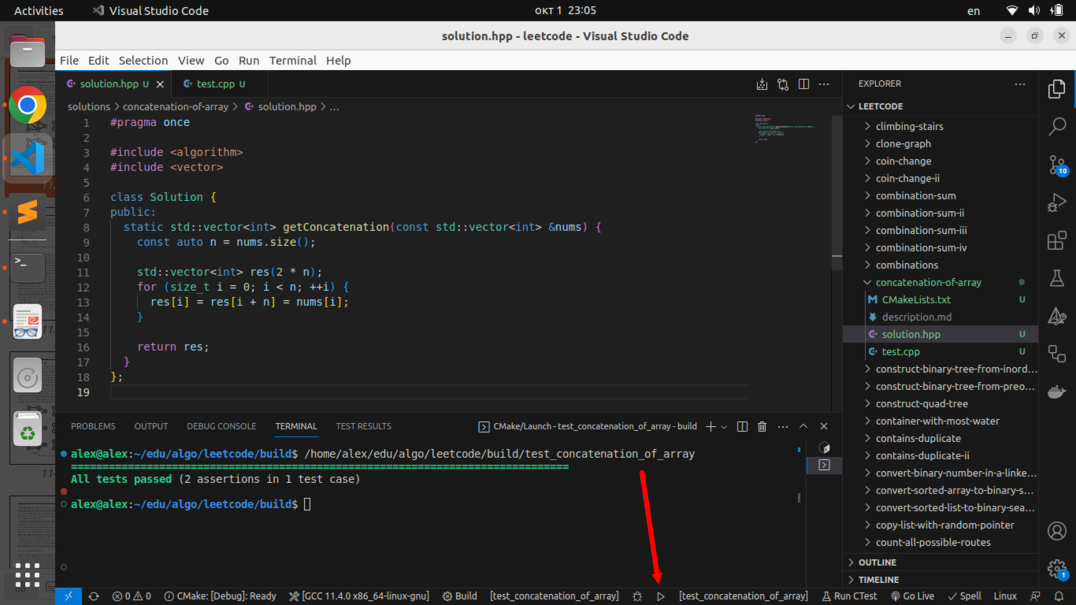 Activities
Visual Studio Code
окт 1 23:05
en
solution.hpp - leetcode - Visual Studio Code
File Edit Selection View Go Run Terminal Help
solution.hpp U
test.cpp U
solutions > concatenation-of-array > solution.hpp > ...
1 #pragma once
2
3 #include <algorithm>
4 #include <vector>
5
6 class Solution {
7 public:
8 static std::vector<int> getConcatenation(const std::vector<int> &nums) {
9 const auto n = nums.size();
10
11 std::vector<int> res(2 * n);
12 for (size_t i = 0; i < n; ++i) {
13 res[i] = res[i + n] = nums[i];
14 }
15
16 return res;
17 }
18 };
19
PROBLEMS OUTPUT DEBUG CONSOLE TERMINAL TEST RESULTS
CMake/Launch - test_concatenation_of_array - build
alex@alex:~/edu/algo/leetcode/build$ /home/alex/edu/algo/leetcode/build/test_concatenation_of_array
===============================================================================
All tests passed (2 assertions in 1 test case)
alex@alex:~/edu/algo/leetcode/build$
EXPLORER
LEETCODE
climbing-stairs
clone-graph
coin-change
coin-change-ii
combination-sum
combination-sum-ii
combination-sum-iii
combination-sum-iv
combinations
concatenation-of-array
CMakeLists.txt U
description.md
solution.hpp U
test.cpp U
construct-binary-tree-from-inord...
construct-binary-tree-from-preo...
construct-quad-tree
container-with-most-water
contains-duplicate
contains-duplicate-ii
convert-binary-number-in-a-linke...
convert-sorted-array-to-binary-s...
convert-sorted-list-to-binary-sea...
copy-list-with-random-pointer
count-all-possible-routes
OUTLINE
TIMELINE
10
1
0 0 CMake: [Debug]: Ready [GCC 11.4.0 x86_64-linux-gnu] Build [test_concatenation_of_array] [test_concatenation_of_array] Run CTest Go Live Spell Linux